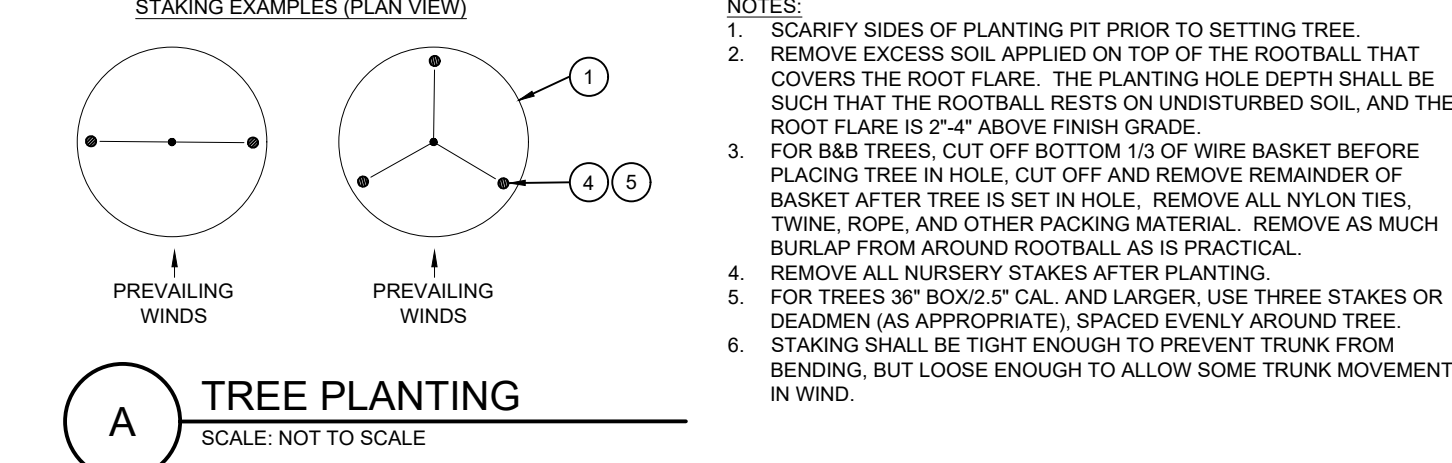 STAKING EXAMPLES (PLAN VIEW)
1
4 5
PREVAILING
WINDS
PREVAILING
WINDS
A
TREE PLANTING
SCALE: NOT TO SCALE
NOTES:
1. SCARIFY SIDES OF PLANTING PIT PRIOR TO SETTING TREE.
2. REMOVE EXCESS SOIL APPLIED ON TOP OF THE ROOTBALL THAT
COVERS THE ROOT FLARE. THE PLANTING HOLE DEPTH SHALL BE
SUCH THAT THE ROOTBALL RESTS ON UNDISTURBED SOIL, AND THE
ROOT FLARE IS 2"-4" ABOVE FINISH GRADE.
3. FOR B&B TREES, CUT OFF BOTTOM 1/3 OF WIRE BASKET BEFORE
PLACING TREE IN HOLE, CUT OFF AND REMOVE REMAINDER OF
BASKET AFTER TREE IS SET IN HOLE, REMOVE ALL NYLON TIES,
TWINE, ROPE, AND OTHER PACKING MATERIAL. REMOVE AS MUCH
BURLAP FROM AROUND ROOTBALL AS IS PRACTICAL.
4. REMOVE ALL NURSERY STAKES AFTER PLANTING.
5. FOR TREES 36" BOX/2.5" CAL. AND LARGER, USE THREE STAKES OR
DEADMEN (AS APPROPRIATE), SPACED EVENLY AROUND TREE.
6. STAKING SHALL BE TIGHT ENOUGH TO PREVENT TRUNK FROM
BENDING, BUT LOOSE ENOUGH TO ALLOW SOME TRUNK MOVEMENT
IN WIND.